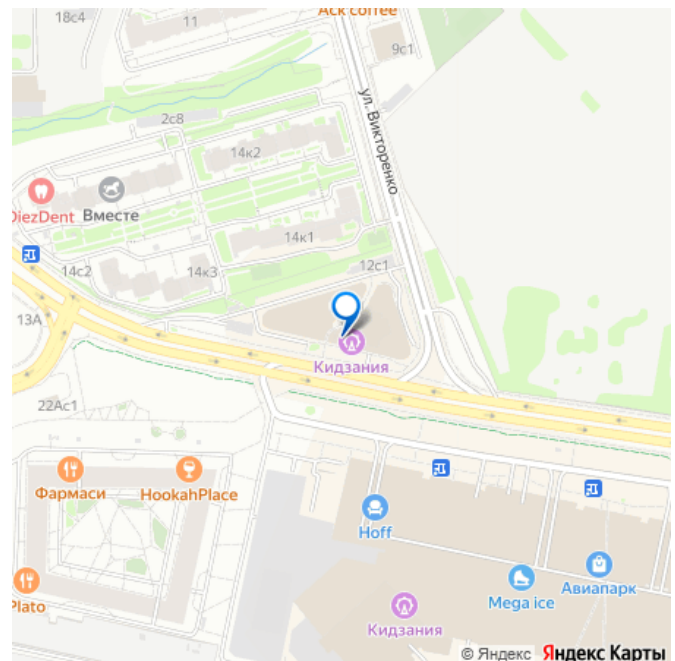 18с4
11
Ack coffee
9с1
ул. Викторенко
2с8
14к2
DiezDent
Вместе
14к1
14с2
14к3
12с1
13А
Кидзания
22Ас1
Фармаси
HookahPlace
Hoff
Plato
Mega ice
Авиапарк
Кидзания
© Яндекс Яндекс Карты